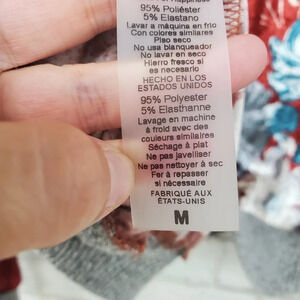 95% Poliéster
5% Elastano
Lavar a máquina en frio
Con colores similares
Piso seco
No usa blanqueador
No lavar en seco
Hierro fresco si
es necesario
HECHO EN LOS
ESTADOS UNIDOS
95% Polyester
5% Elasthanne
Lavage en machine
à froid avec des
couleurs similaires
Séchage à plat
Ne pas javelliser
Ne pas nettoyer à sec
Fer à repasser
si nécessaire
FABRIQUÉ AUX
ÉTATS-UNIS
M